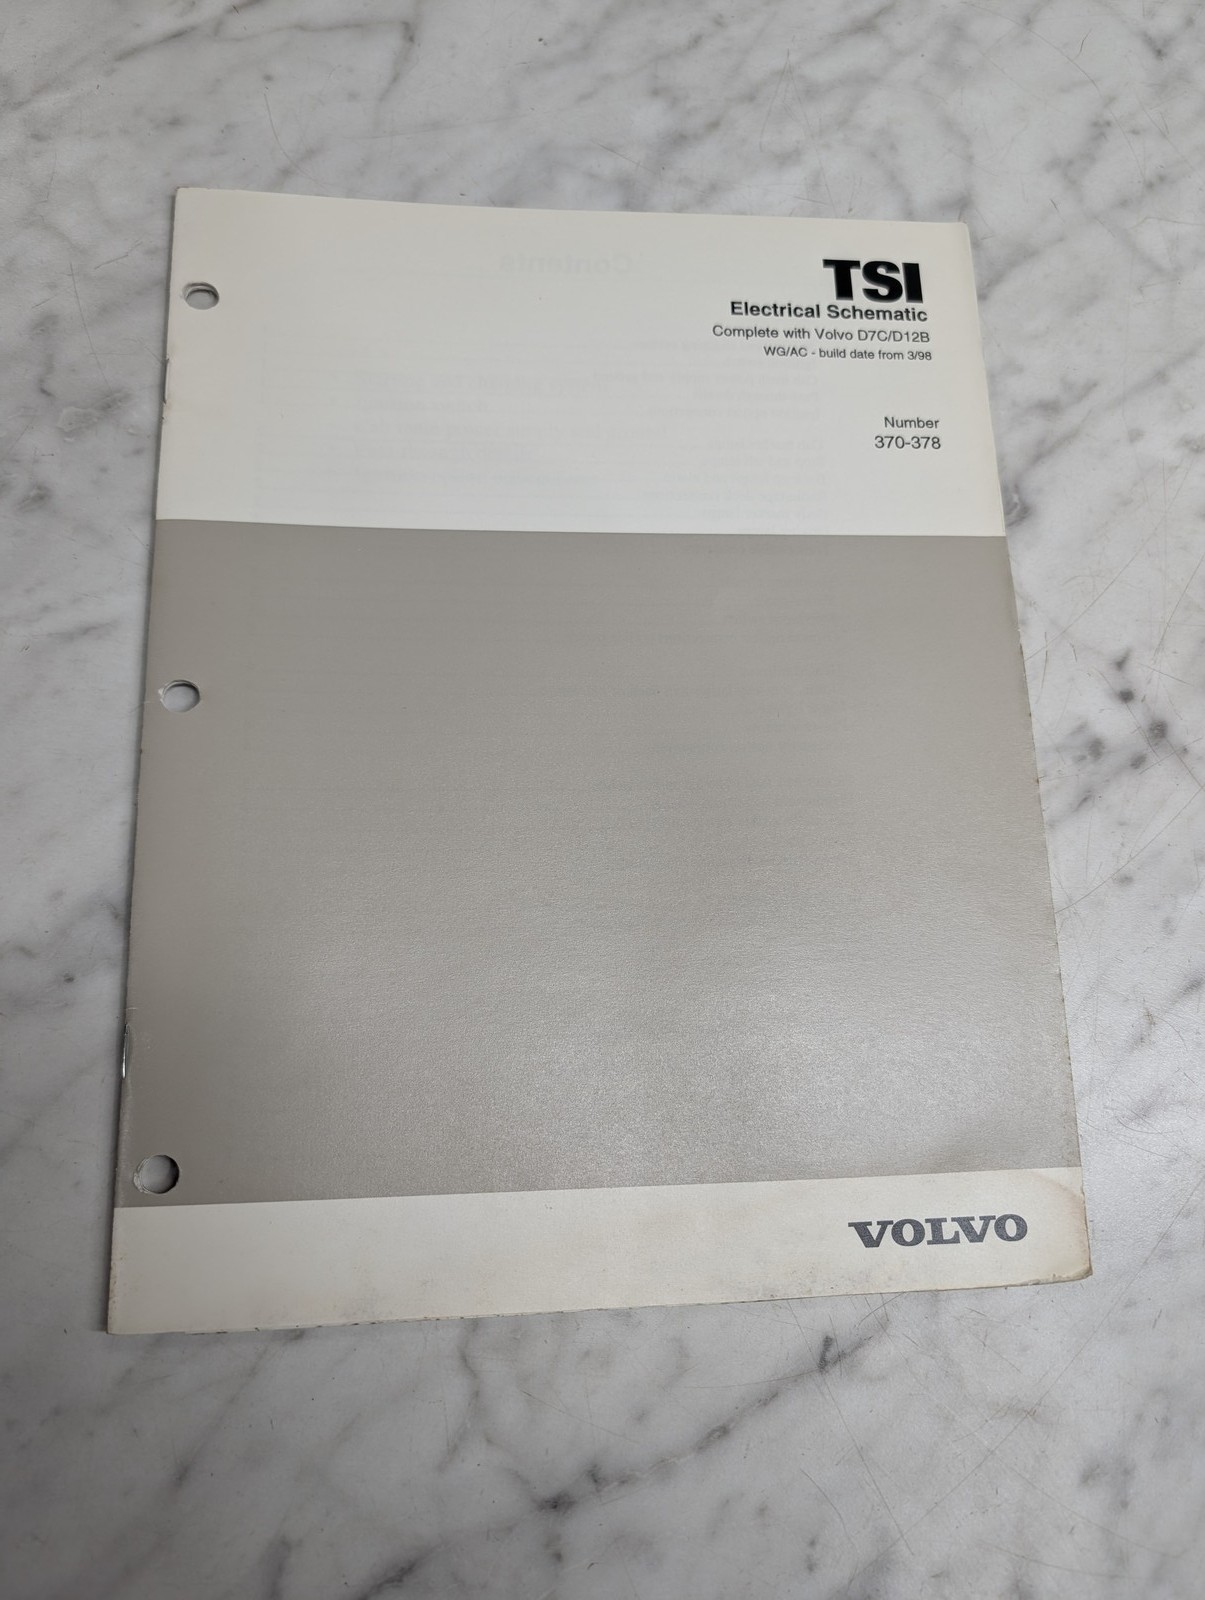 TSI
Electrical Schematic
Complete with Volvo D7C/D12B
WG/AC - build date from 3/98
Number
370-378
VOLVO